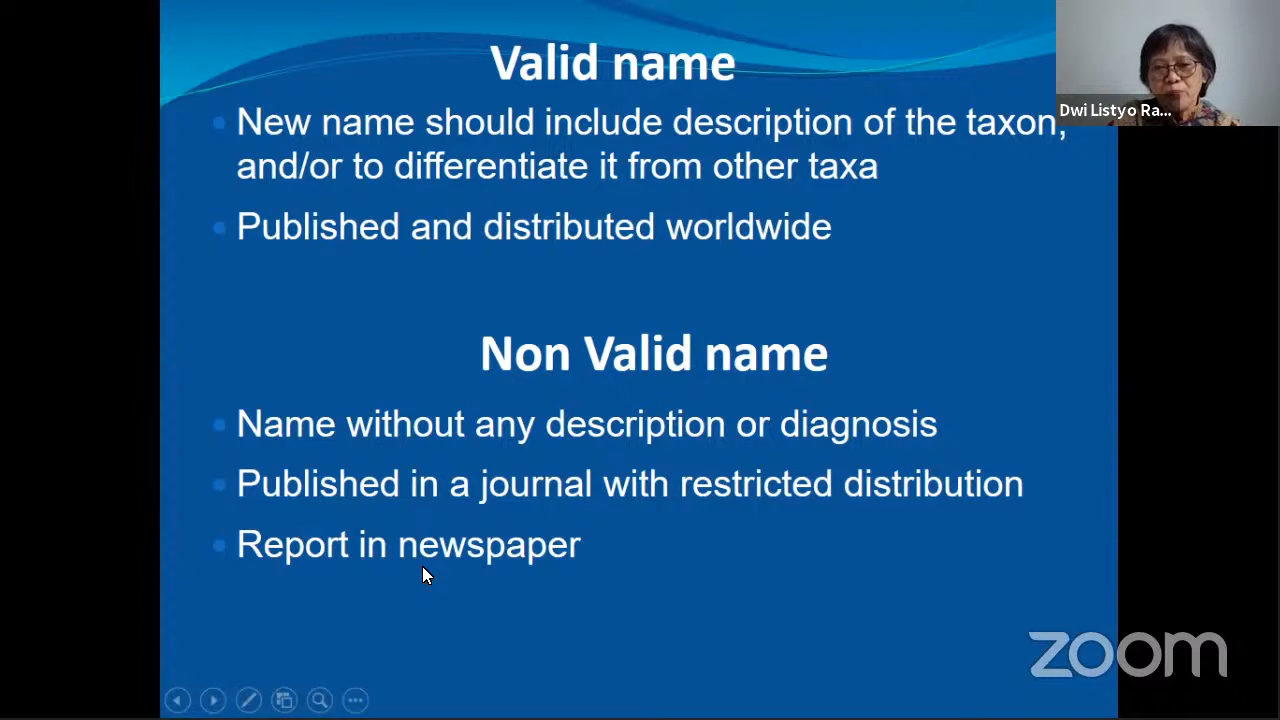 Valid name
New name should include description of the taxon,
and/or to differentiate it from other taxa
Published and distributed worldwide
Non Valid name
Name without any description or diagnosis
Published in a journal with restricted distribution
Report in newspaper
Dwi Listyo Ra...
zoom